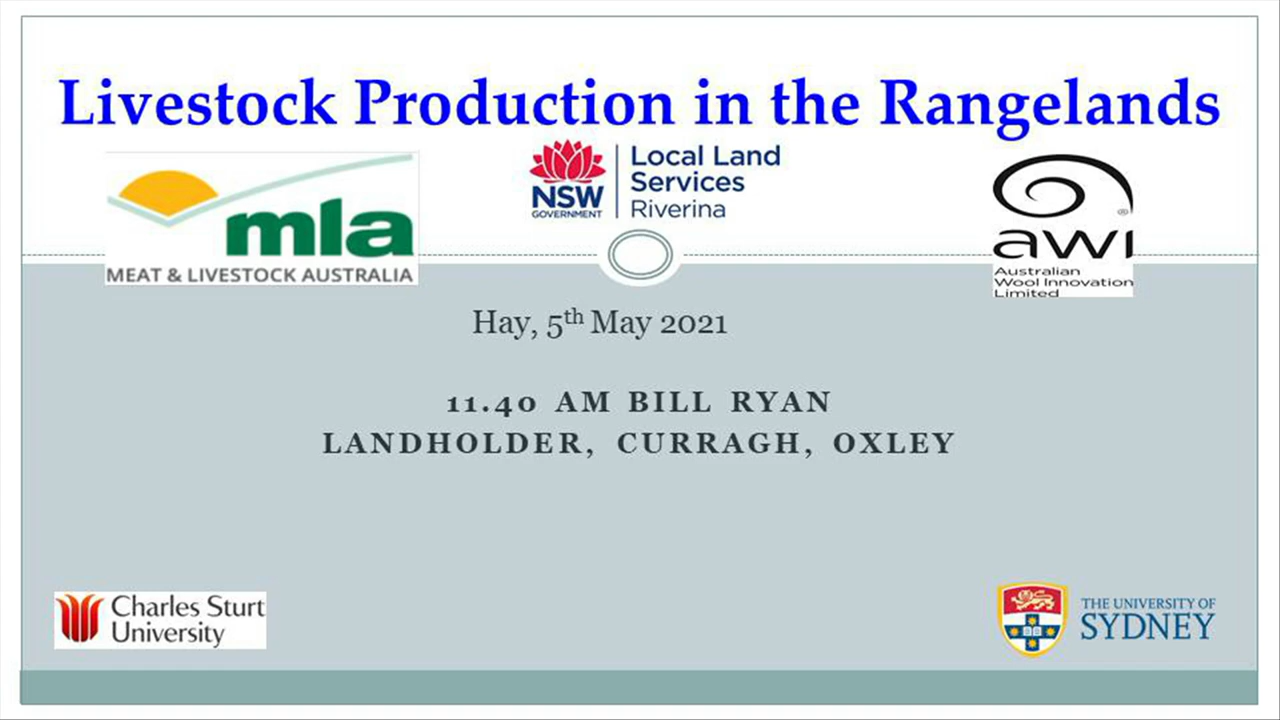 Livestock Production in the Rangelands
mla
MEAT & LIVESTOCK AUSTRALIA
NSW
GOVERNMENT
Local Land
Services
Riverina
awi
®
Australian
Wool Innovation
Limited
Hay, 5th May 2021
11.40 AM BILL RYAN
LANDHOLDER, CURRAGH, OXLEY
Charles Sturt
University
THE UNIVERSITY OF
SYDNEY